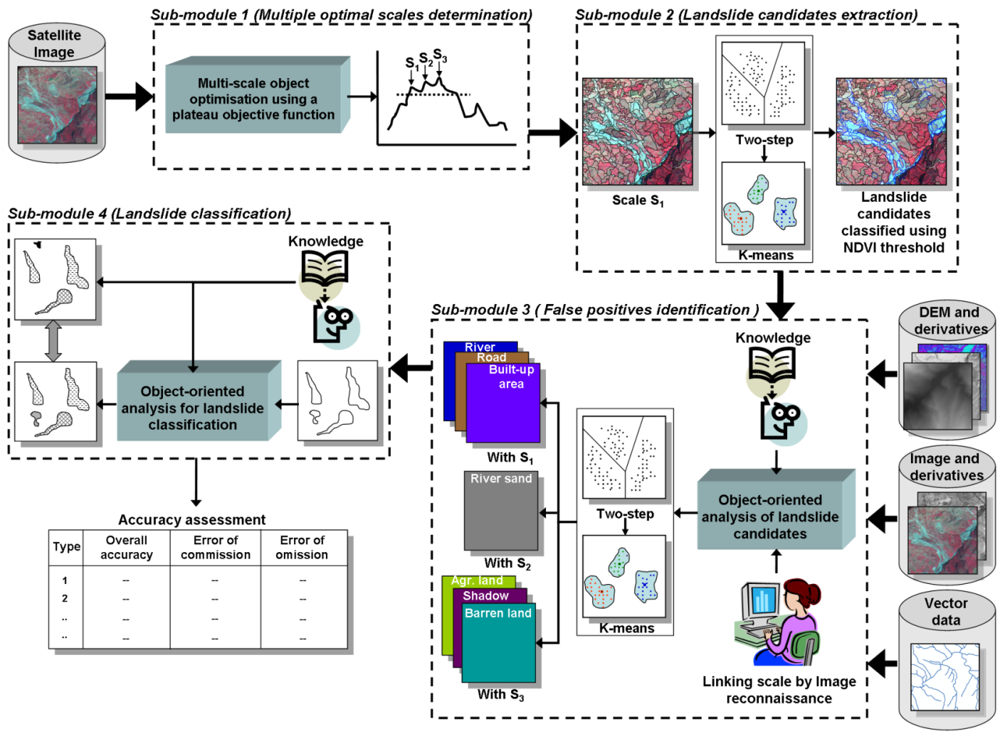 Satellite
Image
Sub-module 1 (Multiple optimal scales determination)
Multi-scale object
optimisation using a
plateau objective function
S1
S2
S3
Sub-module 2 (Landslide candidates extraction)
Scale S1
Two-step
K-means
Landslide
candidates
classified using
NDVI threshold
Sub-module 3 ( False positives identification )
Knowledge
Object-oriented
analysis of landslide
candidates
Linking scale by Image
reconnaissance
Two-step
K-means
River
Road
Built-up
area
With S1
River sand
With S2
Agr. land
Shadow
Barren land
With S3
DEM and
derivatives
Image and
derivatives
Vector
data
Sub-module 4 (Landslide classification)
Knowledge
Object-oriented
analysis for landslide
classification
Accuracy assessment
Type Overall accuracy Error of commission Error of omission
1 -- -- --
2 -- -- --
.. -- -- --
.. -- -- --